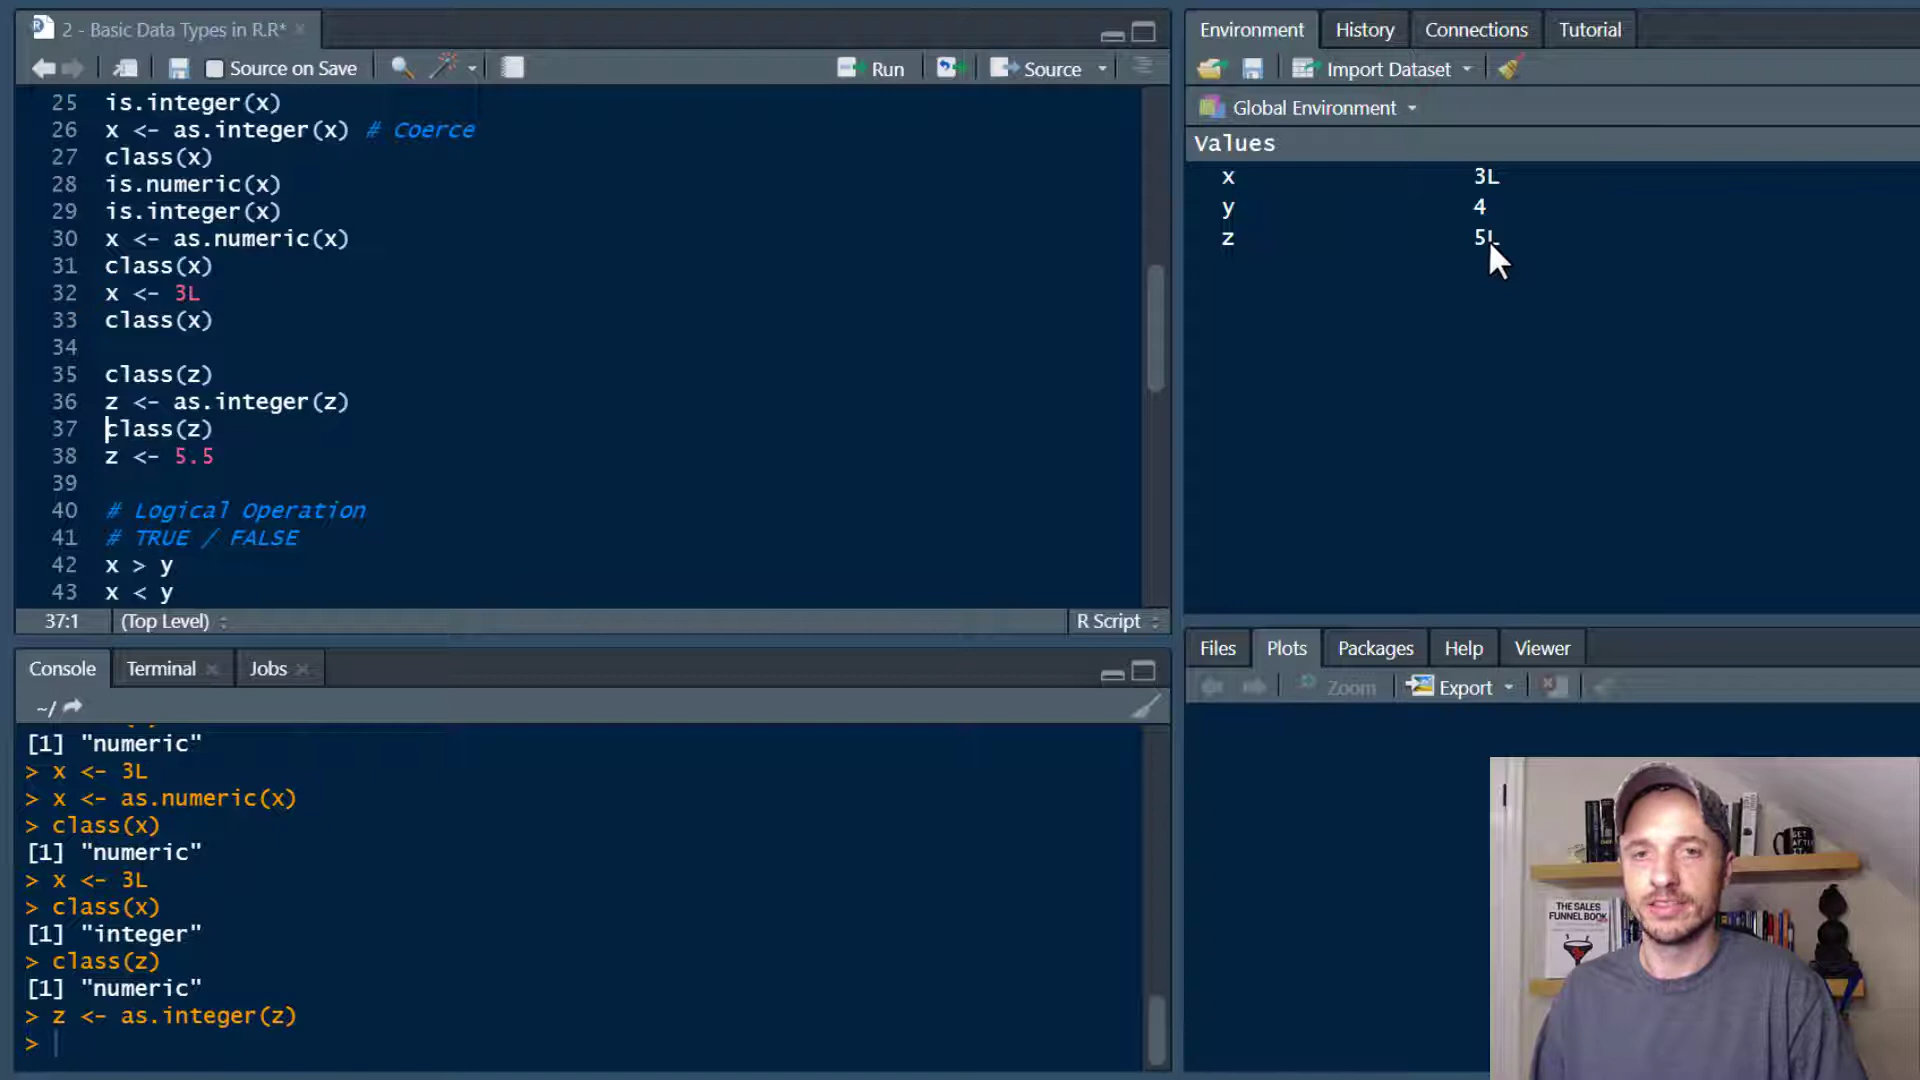 2 - Basic Data Types in R.R*
Source on Save
Run
Source
25 is.integer(x)
26 x <- as.integer(x) # Coerce
27 class(x)
28 is.numeric(x)
29 is.integer(x)
30 x <- as.numeric(x)
31 class(x)
32 x <- 3L
33 class(x)
34
35 class(z)
36 z <- as.integer(z)
37 class(z)
38 z <- 5.5
39
40 # Logical Operation
41 # TRUE / FALSE
42 x > y
43 x < y
37:1 (Top Level) R Script
Console Terminal Jobs
~/
[1] "numeric"
> x <- 3L
> x <- as.numeric(x)
> class(x)
[1] "numeric"
> x <- 3L
> class(x)
[1] "integer"
> class(z)
[1] "numeric"
> z <- as.integer(z)
>
Environment History Connections Tutorial
Import Dataset
Global Environment
Values
x 3L
y 4
z 5L
Files Plots Packages Help Viewer
Zoom Export
GET
AFTER
IT
THE SALES
FUNNEL BOOK